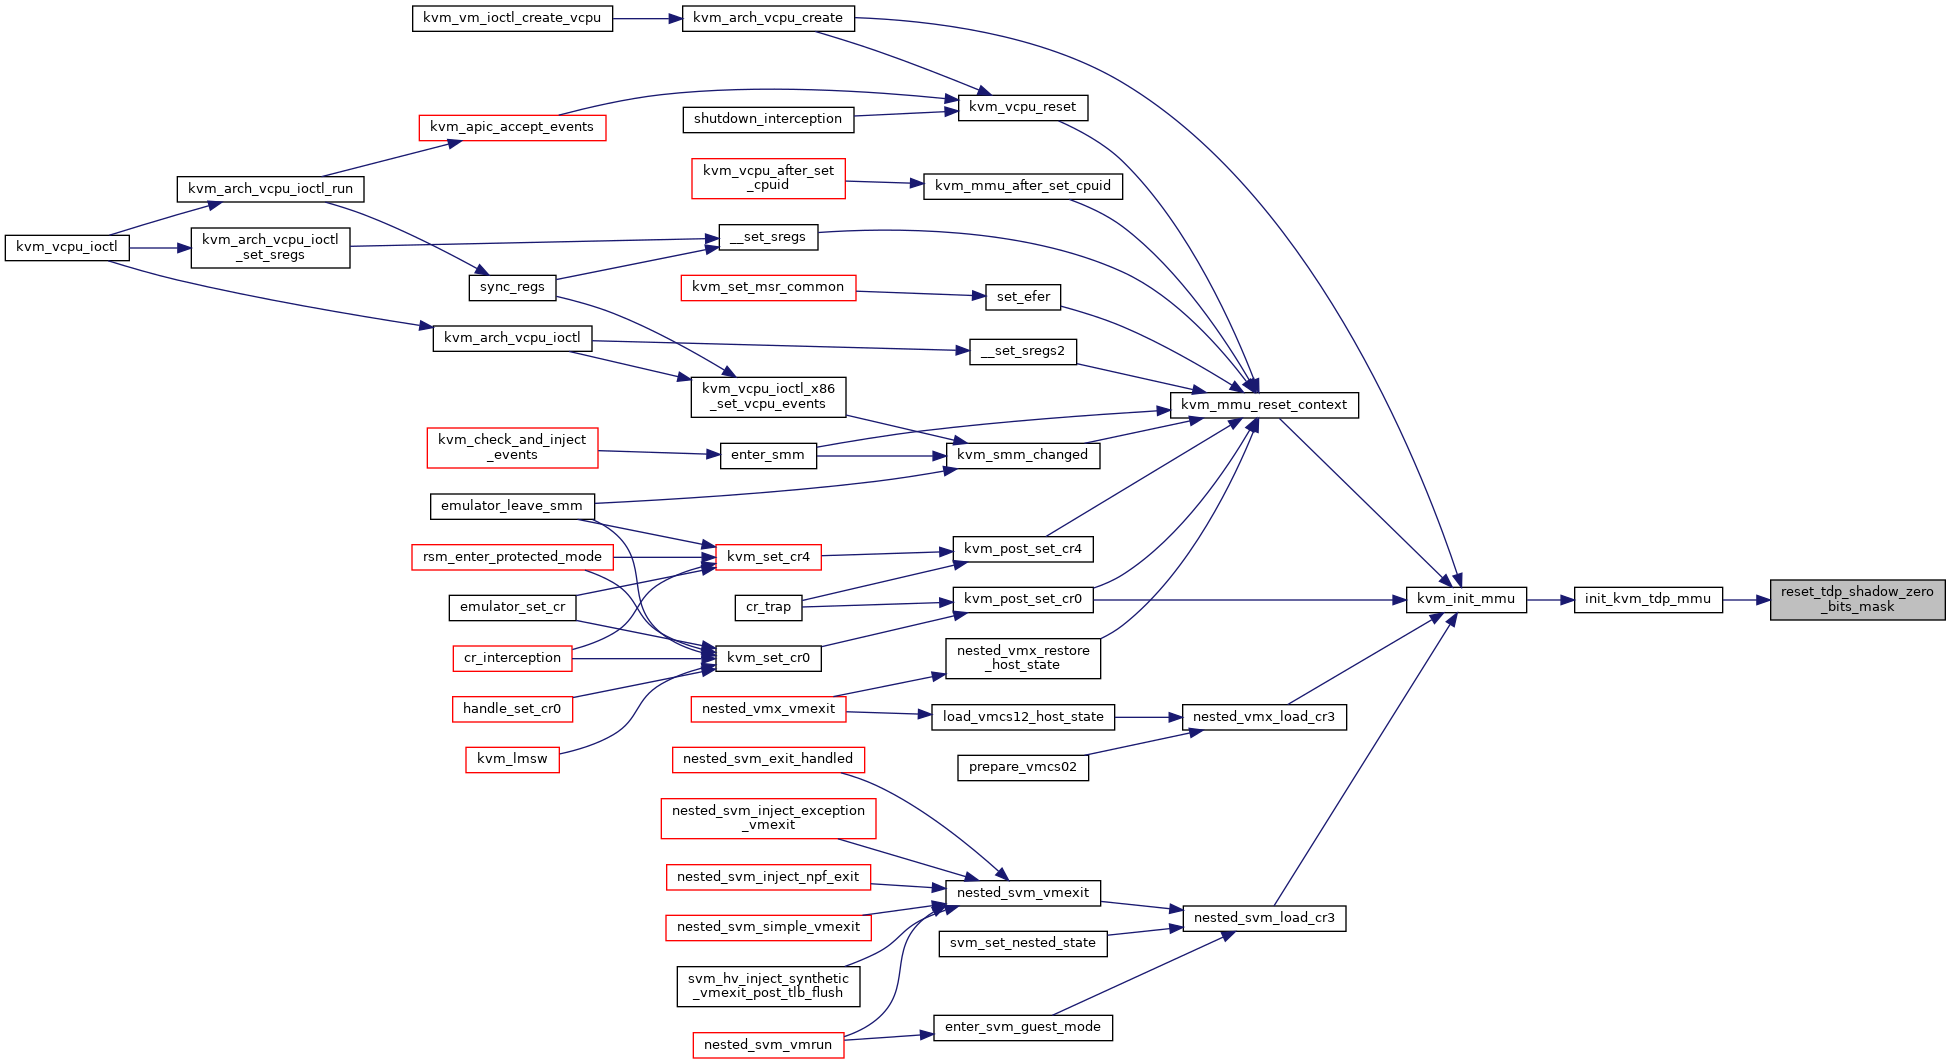 kvm_vm_ioctl_create_vcpu
kvm_arch_vcpu_create
kvm_vcpu_reset
shutdown_interception
kvm_apic_accept_events
kvm_vcpu_after_set
_cpuid
kvm_mmu_after_set_cpuid
kvm_arch_vcpu_ioctl_run
kvm_vcpu_ioctl
kvm_arch_vcpu_ioctl
_set_sregs
__set_sregs
sync_regs
kvm_set_msr_common
set_efer
kvm_arch_vcpu_ioctl
__set_sregs2
kvm_vcpu_ioctl_x86
_set_vcpu_events
kvm_mmu_reset_context
kvm_check_and_inject
_events
enter_smm
kvm_smm_changed
emulator_leave_smm
rsm_enter_protected_mode
kvm_set_cr4
kvm_post_set_cr4
emulator_set_cr
cr_trap
kvm_post_set_cr0
kvm_init_mmu
init_kvm_tdp_mmu
reset_tdp_shadow_zero
_bits_mask
cr_interception
kvm_set_cr0
nested_vmx_restore
_host_state
handle_set_cr0
nested_vmx_vmexit
load_vmcs12_host_state
nested_vmx_load_cr3
kvm_lmsw
nested_svm_exit_handled
prepare_vmcs02
nested_svm_inject_exception
_vmexit
nested_svm_inject_npf_exit
nested_svm_vmexit
nested_svm_load_cr3
nested_svm_simple_vmexit
svm_set_nested_state
svm_hv_inject_synthetic
_vmexit_post_tlb_flush
enter_svm_guest_mode
nested_svm_vmrun